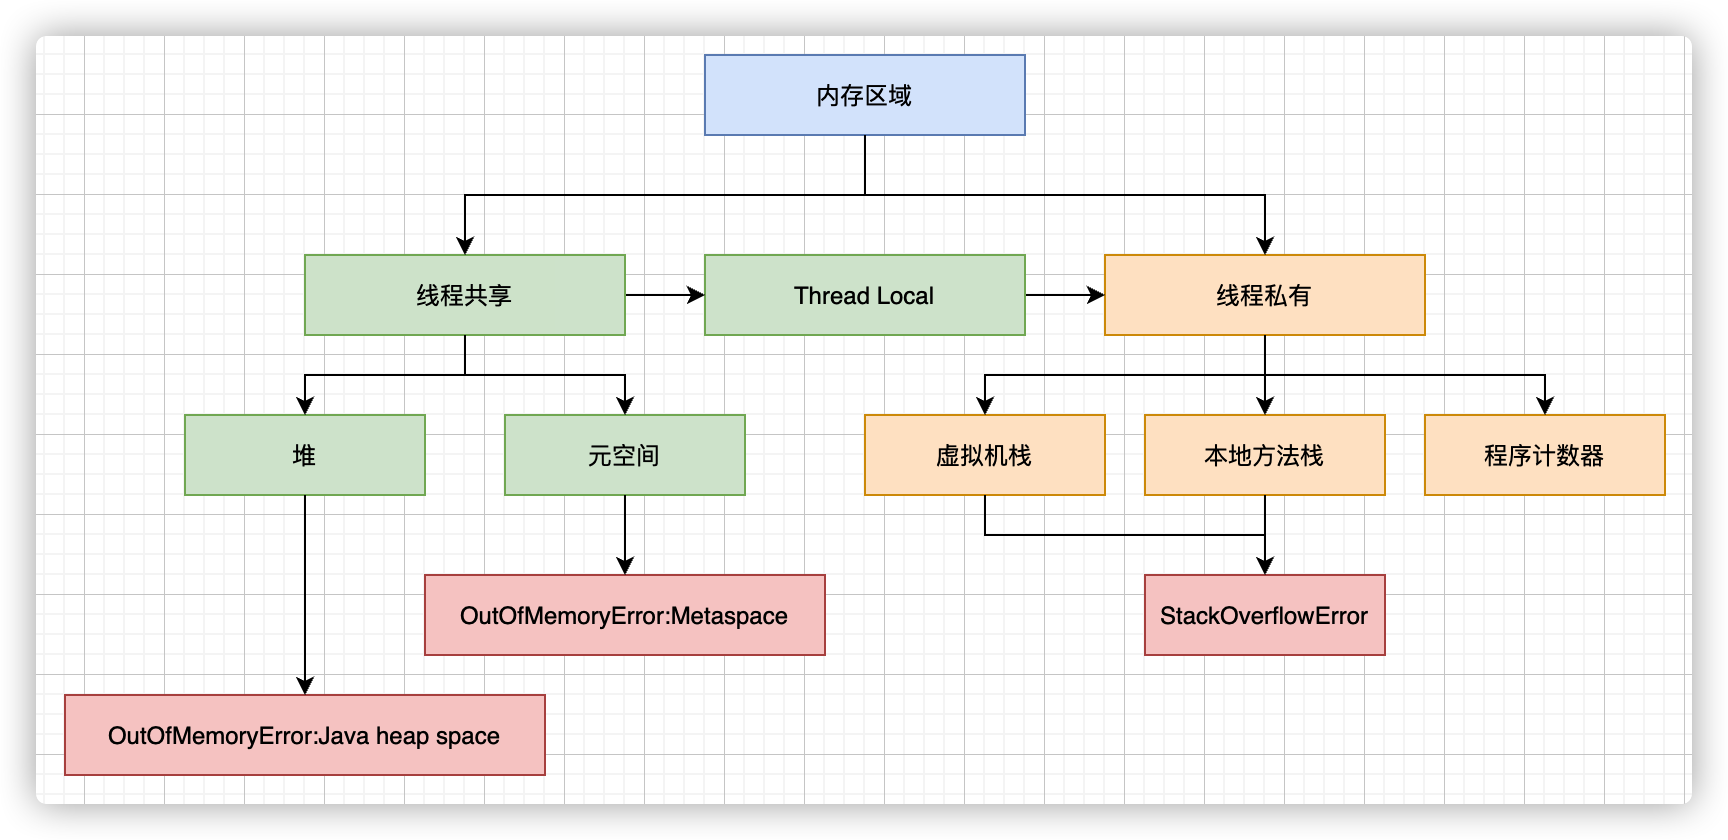 内存区域
线程共享
Thread Local
线程私有
堆
元空间
虚拟机栈
本地方法栈
程序计数器
OutOfMemoryError:Metaspace
StackOverflowError
OutOfMemoryError:Java heap space